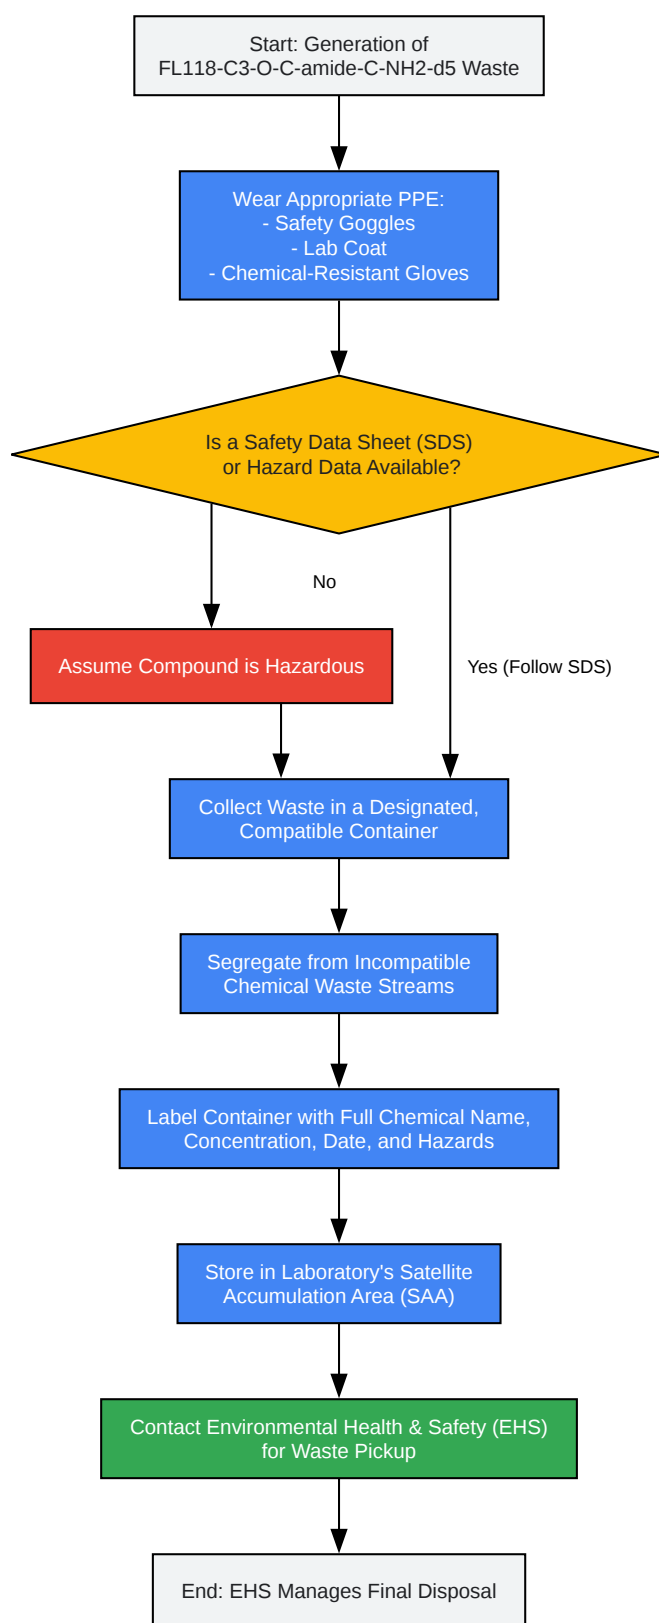 Start: Generation of
FL118-C3-O-C-amide-C-NH2-d5 Waste
Wear Appropriate PPE:
- Safety Goggles
- Lab Coat
- Chemical-Resistant Gloves
Is a Safety Data Sheet (SDS)
or Hazard Data Available?
No
Assume Compound is Hazardous
Yes (Follow SDS)
Collect Waste in a Designated,
Compatible Container
Segregate from Incompatible
Chemical Waste Streams
Label Container with Full Chemical Name,
Concentration, Date, and Hazards
Store in Laboratory's Satellite
Accumulation Area (SAA)
Contact Environmental Health & Safety (EHS)
for Waste Pickup
End: EHS Manages Final Disposal